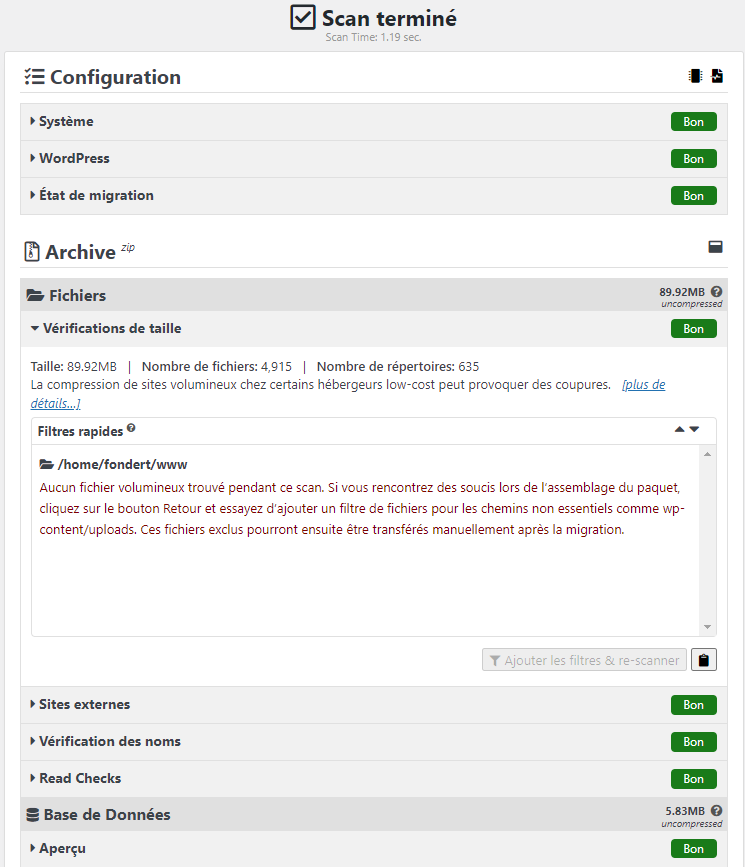 Scan terminé
Scan Time: 1.19 sec.
Configuration
Système Bon
WordPress Bon
État de migration Bon
Archive zip
Fichiers 89.92MB
uncompressed
Vérifications de taille Bon
Taille: 89.92MB | Nombre de fichiers: 4,915 | Nombre de répertoires: 635
La compression de sites volumineux chez certains hébergeurs low-cost peut provoquer des coupures. [plus de
détails...]
Filtres rapides
/home/fondert/www
Aucun fichier volumineux trouvé pendant ce scan. Si vous rencontrez des soucis lors de l'assemblage du paquet,
cliquez sur le bouton Retour et essayez d'ajouter un filtre de fichiers pour les chemins non essentiels comme wp-
content/uploads. Ces fichiers exclus pourront ensuite être transférés manuellement après la migration.
Ajouter les filtres & re-scanner
Sites externes Bon
Vérification des noms Bon
Read Checks Bon
Base de Données 5.83MB
uncompressed
Aperçu Bon